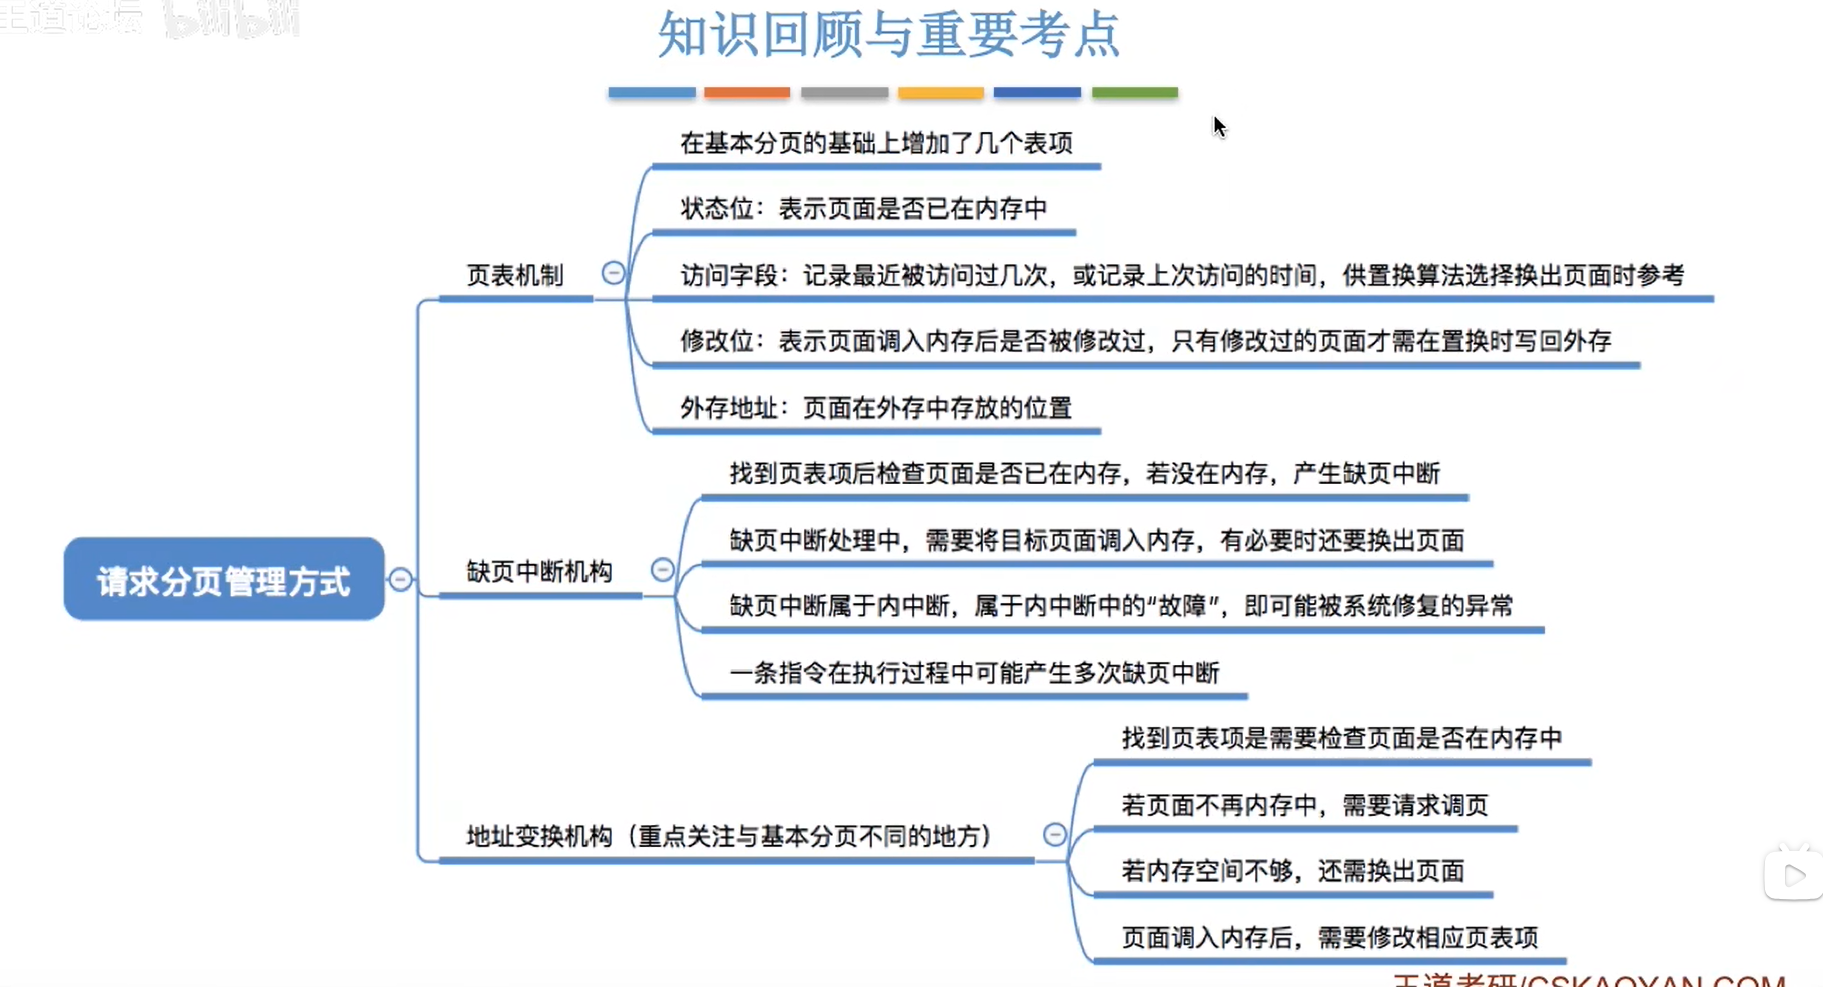 王道论坛 bilibili
知识回顾与重要考点
在基本分页的基础上增加了几个表项
状态位：表示页面是否已在内存中
页表机制
访问字段：记录最近被访问过几次，或记录上次访问的时间，供置换算法选择换出页面时参考
修改位：表示页面调入内存后是否被修改过，只有修改过的页面才需在置换时写回外存
外存地址：页面在外存中存放的位置
找到页表项后检查页面是否已在内存，若没在内存，产生缺页中断
缺页中断处理中，需要将目标页面调入内存，有必要时还要换出页面
请求分页管理方式
缺页中断机构
缺页中断属于内中断，属于内中断中的“故障”，即可能被系统修复的异常
一条指令在执行过程中可能产生多次缺页中断
找到页表项是需要检查页面是否在内存中
若页面不再内存中，需要请求调页
地址变换机构（重点关注与基本分页不同的地方）
若内存空间不够，还需换出页面
页面调入内存后，需要修改相应页表项
王道考研/CSKAOYAN.COM